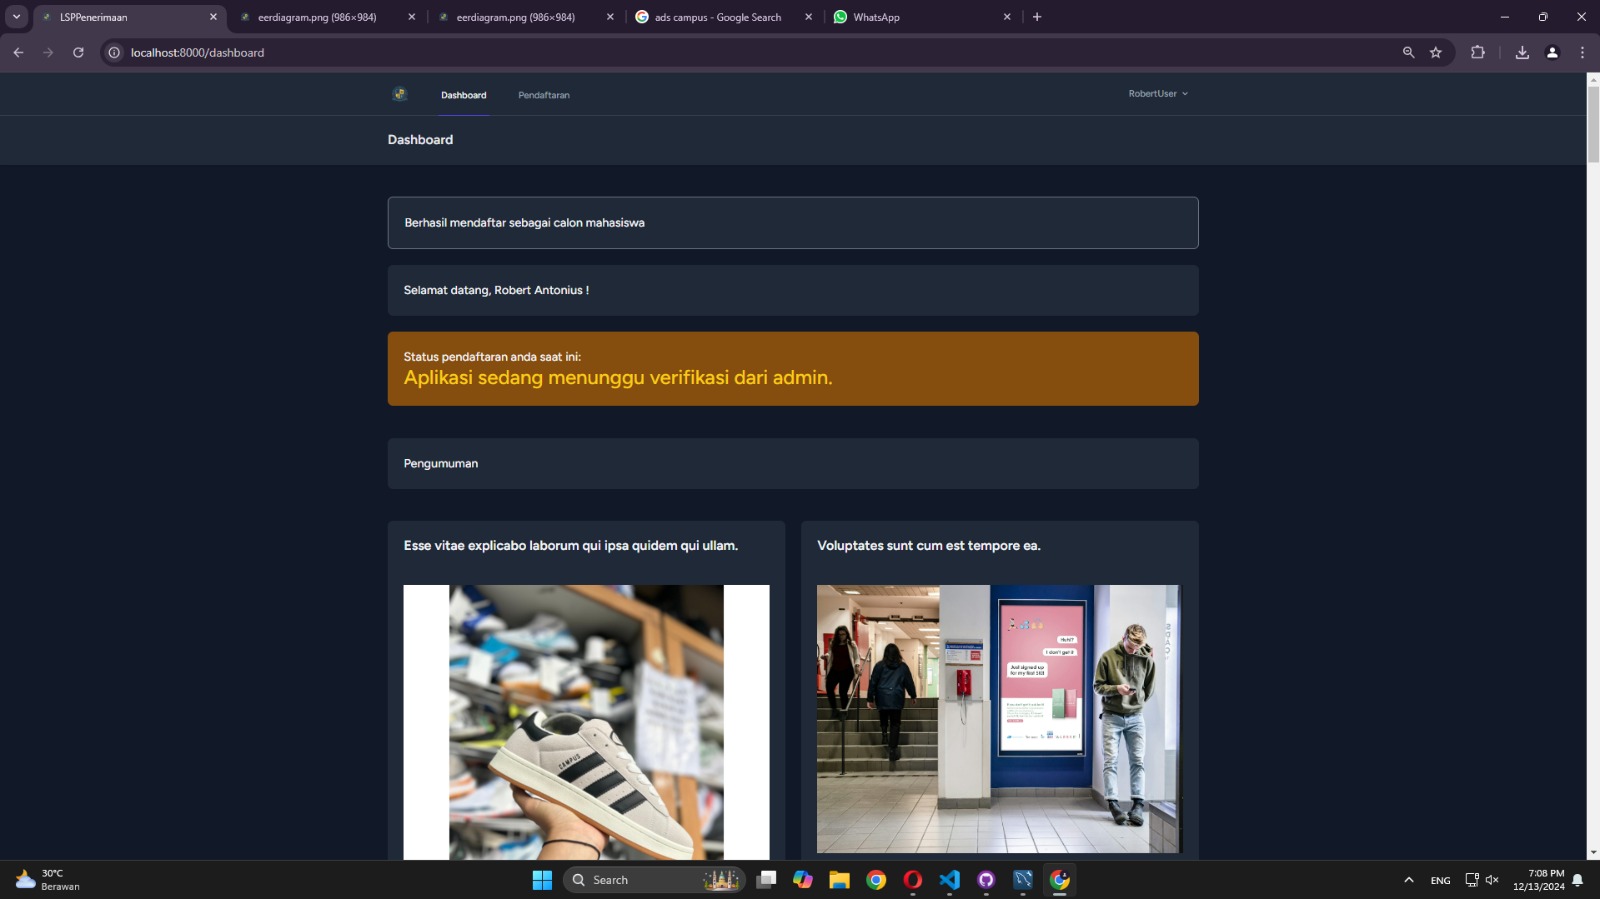 LSPPenerimaan
eerdiagram.png (986×984)
eerdiagram.png (986×984)
ads campus - Google Search
WhatsApp
localhost:8000/dashboard
Dashboard
Pendaftaran
RobertUser
Dashboard
Berhasil mendaftar sebagai calon mahasiswa
Selamat datang, Robert Antonius !
Status pendaftaran anda saat ini:
Aplikasi sedang menunggu verifikasi dari admin.
Pengumuman
Esse vitae explicabo laborum qui ipsa quidem qui ullam.
Voluptates sunt cum est tempore ea.
CAMPUS
Huh!?
I don't get it
Just signed up
for my first Skill
30°C
Berawan
Search
ENG
7:08 PM
12/13/2024